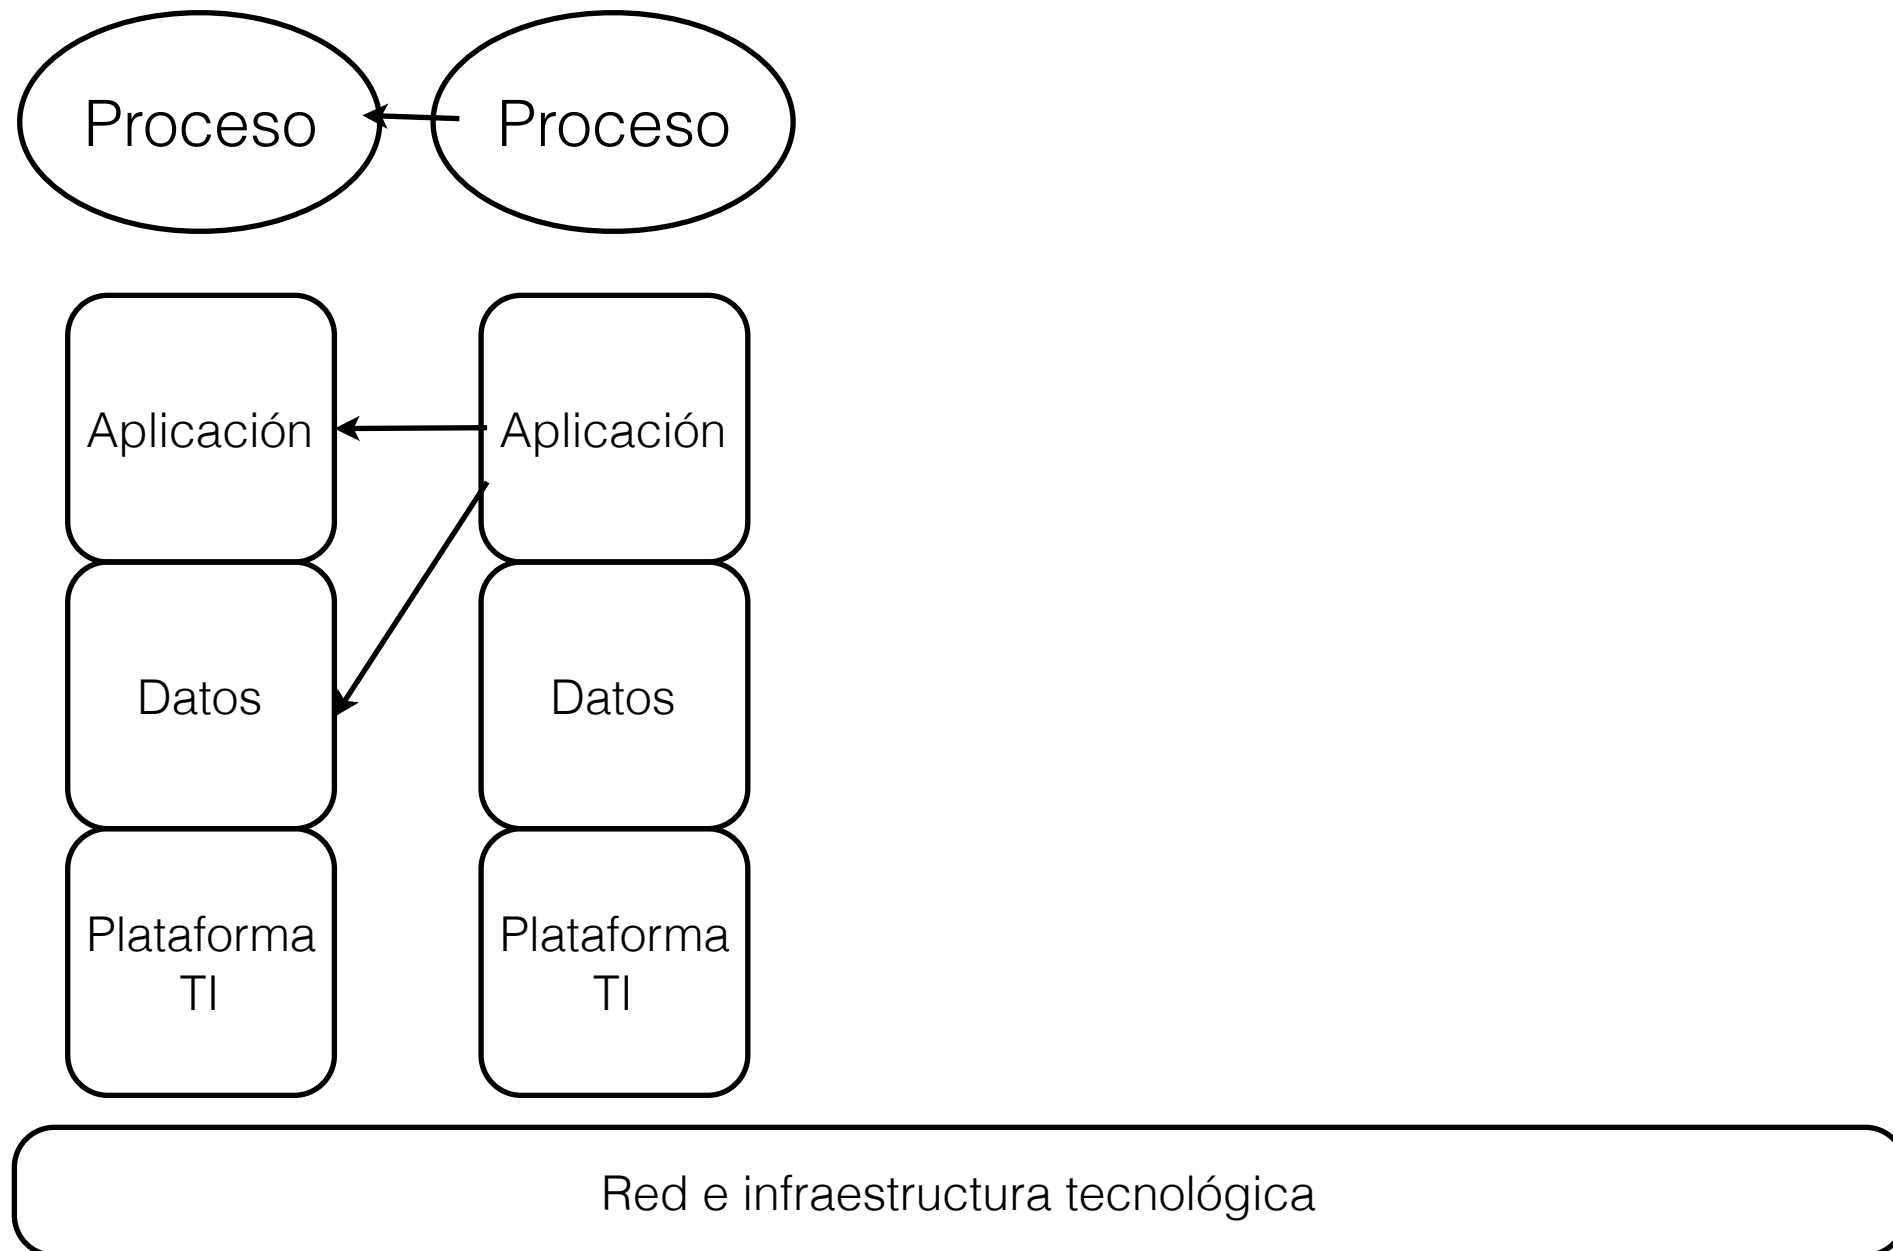 Proceso
Proceso
Aplicación
Aplicación
Datos
Datos
Plataforma
TI
Plataforma
TI
Red e infraestructura tecnológica